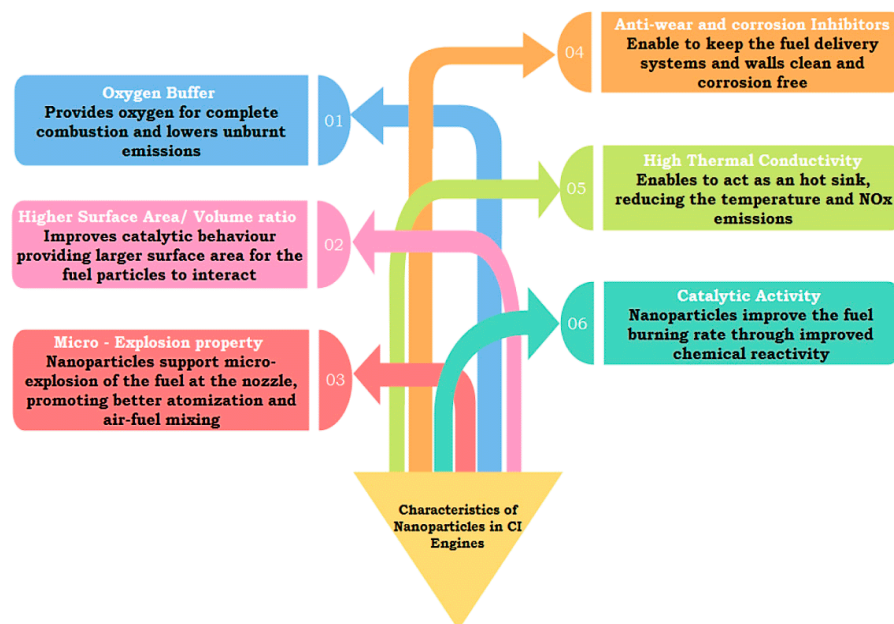 Oxygen Buffer
Provides oxygen for complete
combustion and lowers unburnt
emissions
01
Higher Surface Area/ Volume ratio
Improves catalytic behaviour
providing larger surface area for the
fuel particles to interact
02
Micro - Explosion property
Nanoparticles support micro-
explosion of the fuel at the nozzle,
promoting better atomization and
air-fuel mixing
03
04
Anti-wear and corrosion Inhibitors
Enable to keep the fuel delivery
systems and walls clean and
corrosion free
05
High Thermal Conductivity
Enables to act as an hot sink,
reducing the temperature and NOx
emissions
06
Catalytic Activity
Nanoparticles improve the fuel
burning rate through improved
chemical reactivity
Characteristics of
Nanoparticles in CI
Engines